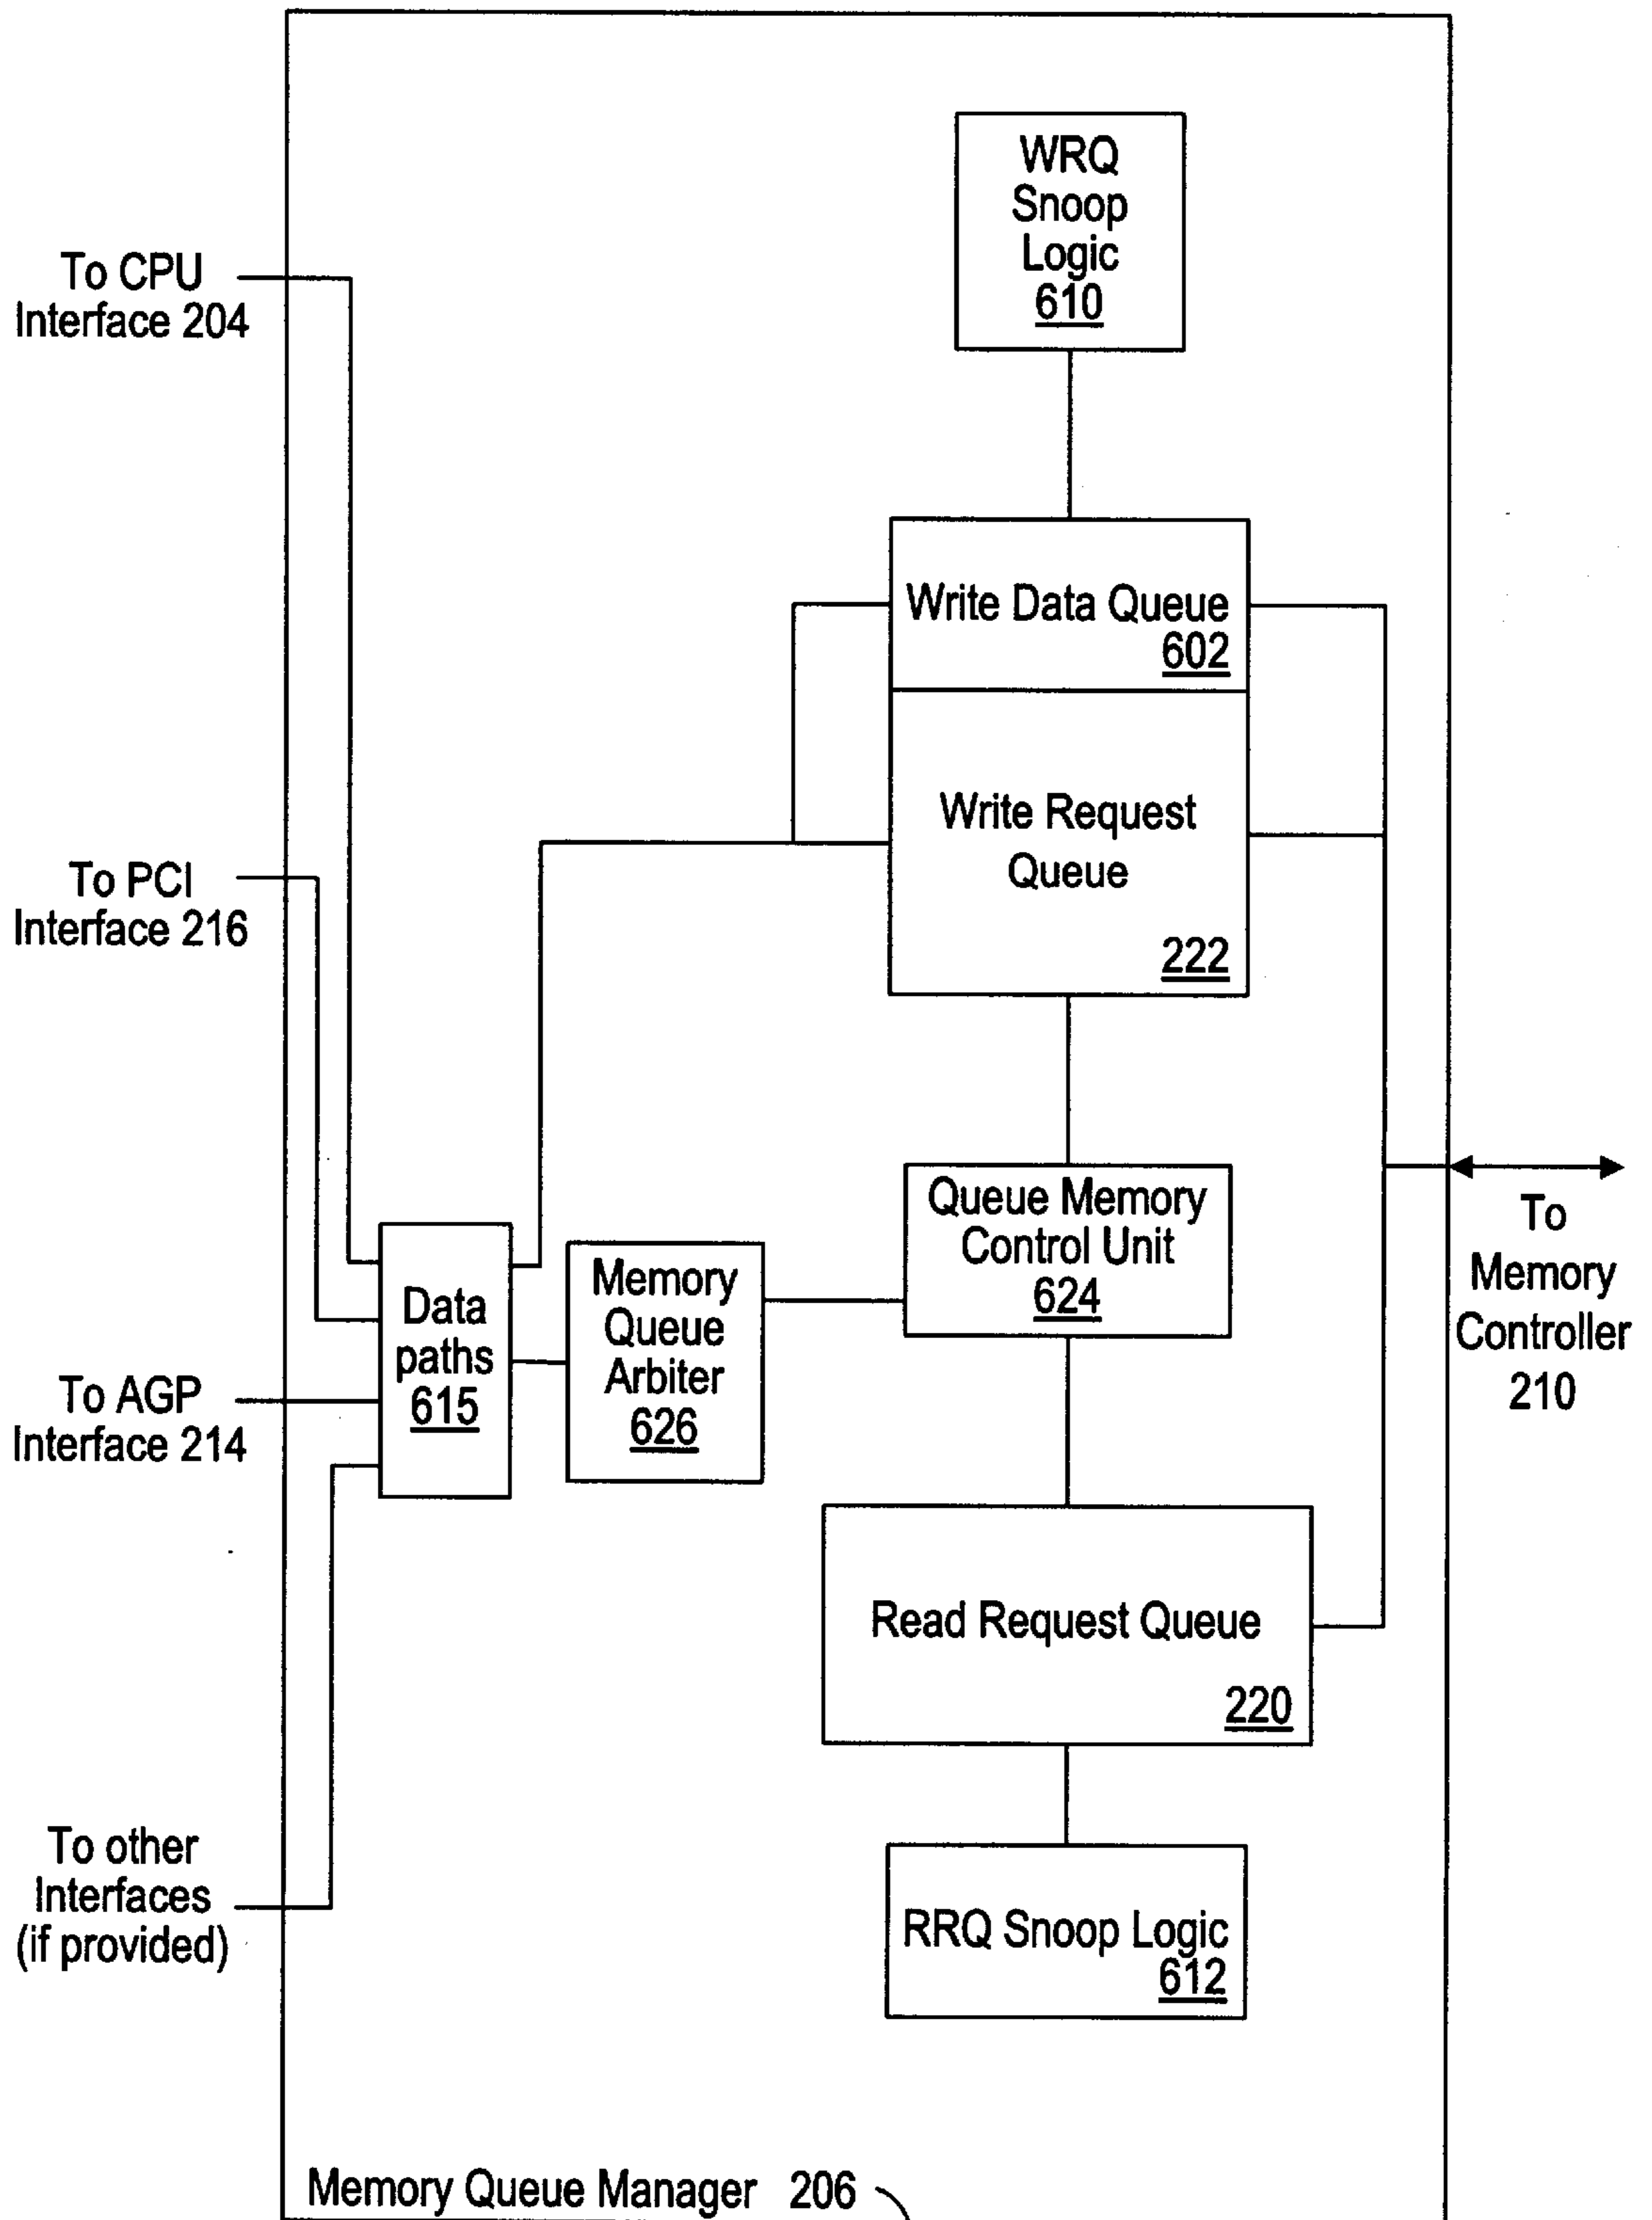 WRQ
Snoop
Logic
610
To CPU
Interface 204
Write Data Queue
602
Write Request
Queue
222
To PCI
Interface 216
Queue Memory
Control Unit
624
To
Memory
Controller
210
Memory
Queue
Arbiter
626
Data
paths
615
To AGP
Interface 214
Read Request Queue
220
To other
Interfaces
(if provided)
RRQ Snoop Logic
612
Memory Queue Manager 206